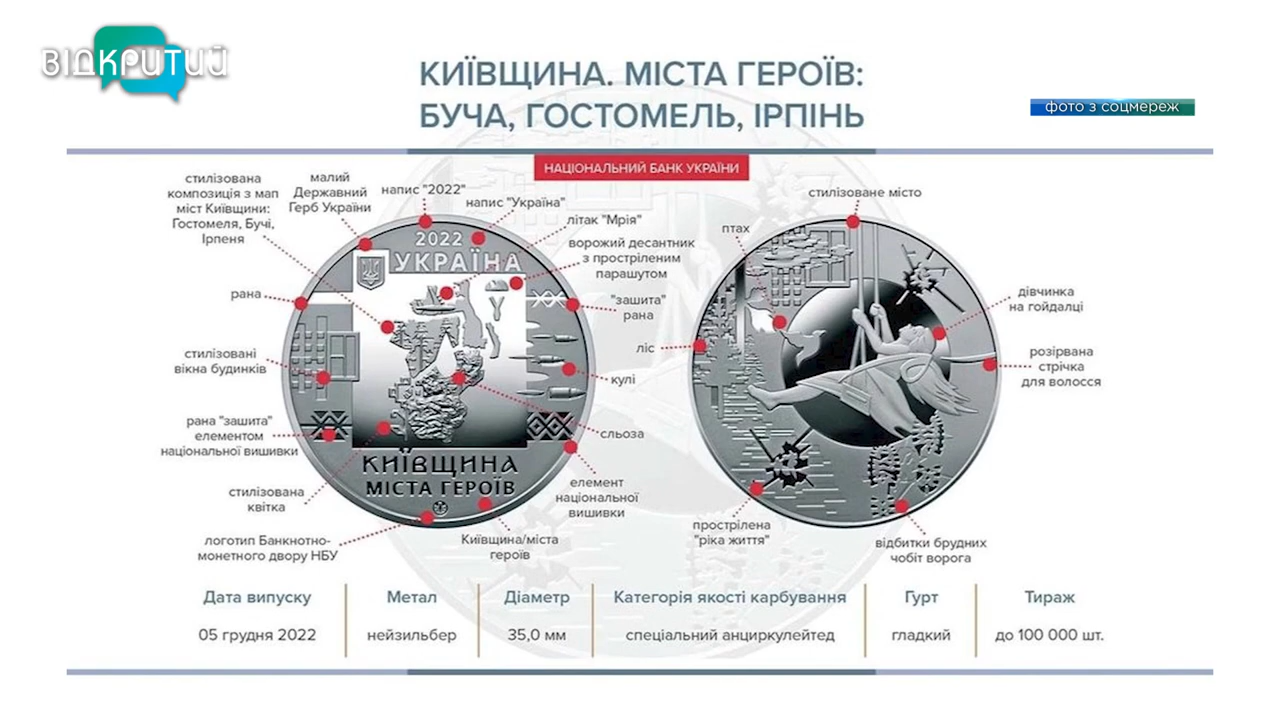 ВІДКРИТИЙ
КИЇВЩИНА. МІСТА ГЕРОЇВ:
БУЧА, ГОСТОМЕЛЬ, ІРПІНЬ
фото з соцмереж
НАЦІОНАЛЬНИЙ БАНК УКРАЇНИ
стилізована
композиція з мап
міст Київщини:
Гостомеля, Бучі,
Ірпеня
малий
Державний
Герб України
напис "2022"
напис "Україна"
літак "Мрія"
ворожий десантник
з простріленим
парашутом
рана
"зашита"
рана
стилізовані
вікна будинків
кулі
рана "зашита"
елементом
національної вишивки
сльоза
стилізована
квітка
елемент
національної
вишивки
логотип Банкнотно-
монетного двору НБУ
Київщина/міста
героїв
2022
УКРАЇНА
КИЇВЩИНА
МІСТА ГЕРОЇВ
стилізоване місто
птах
дівчинка
на гойдалці
ліс
розірвана
стрічка
для волосся
прострілена
"ріка життя"
відбитки брудних
чобіт ворога
Дата випуску
Метал
Діаметр
Категорія якості карбування
Гурт
Тираж
05 грудня 2022
нейзильбер
35,0 мм
спеціальний анциркулейтед
гладкий
до 100 000 шт.